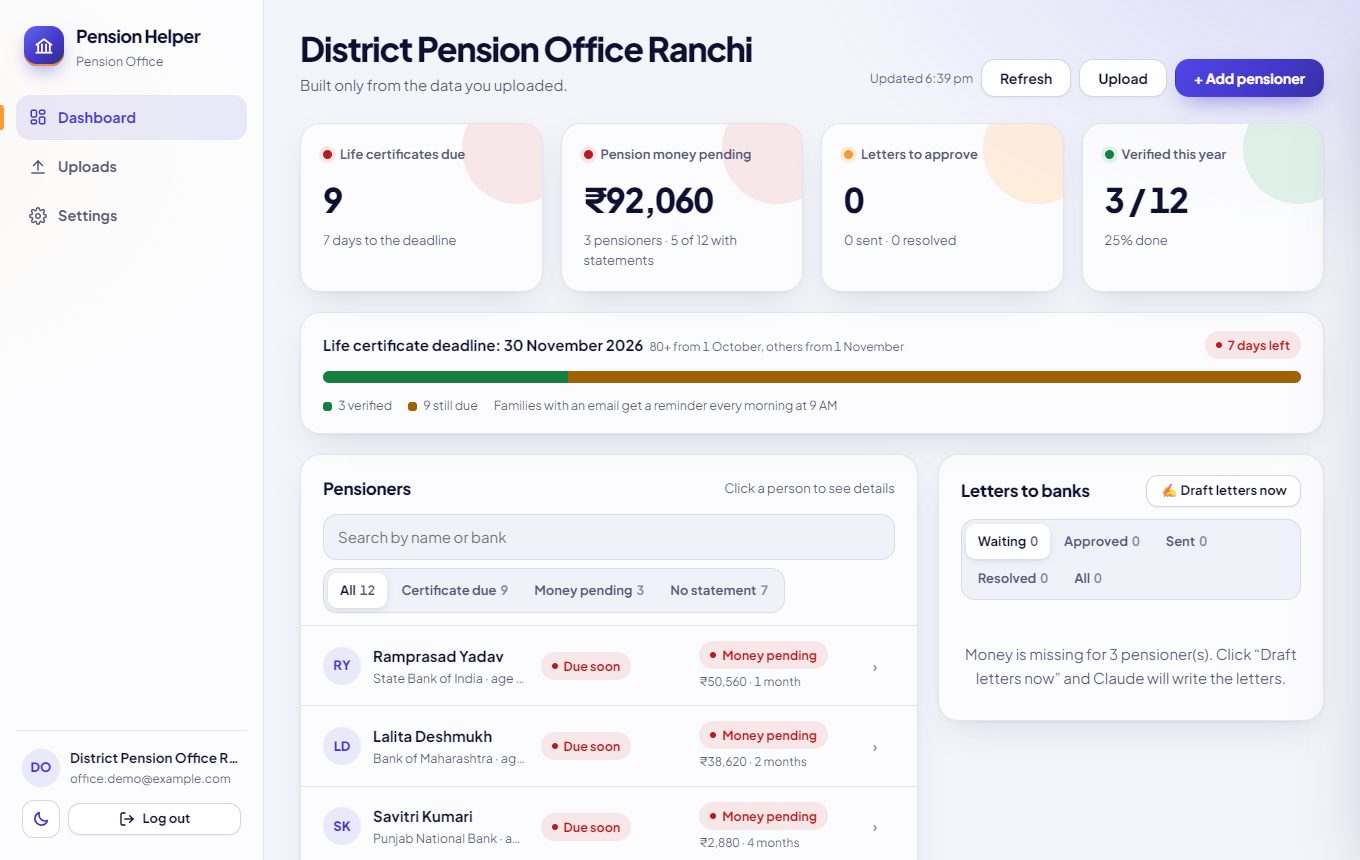 Pension Helper
Pension Office
Dashboard
Uploads
Settings
District Pension Office R...
DO
office.demo@example.com
Log out
District Pension Office Ranchi
Built only from the data you uploaded.
Updated 6:39 pm
Refresh
Upload
+ Add pensioner
Life certificates due
9
7 days to the deadline
Pension money pending
₹92,060
3 pensioners · 5 of 12 with
statements
Letters to approve
0
0 sent · 0 resolved
Verified this year
3 / 12
25% done
Life certificate deadline: 30 November 2026 80+ from 1 October, others from 1 November
7 days left
3 verified 9 still due Families with an email get a reminder every morning at 9 AM
Pensioners
Click a person to see details
Search by name or bank
All 12 Certificate due 9 Money pending 3 No statement 7
RY
Ramprasad Yadav
State Bank of India · age ...
Due soon
Money pending
₹50,560 · 1 month
›
LD
Lalita Deshmukh
Bank of Maharashtra · ag...
Due soon
Money pending
₹38,620 · 2 months
›
SK
Savitri Kumari
Punjab National Bank · a...
Due soon
Money pending
₹2,880 · 4 months
›
Letters to banks
✍️ Draft letters now
Waiting 0 Approved 0 Sent 0
Resolved 0 All 0
Money is missing for 3 pensioner(s). Click “Draft
letters now” and Claude will write the letters.